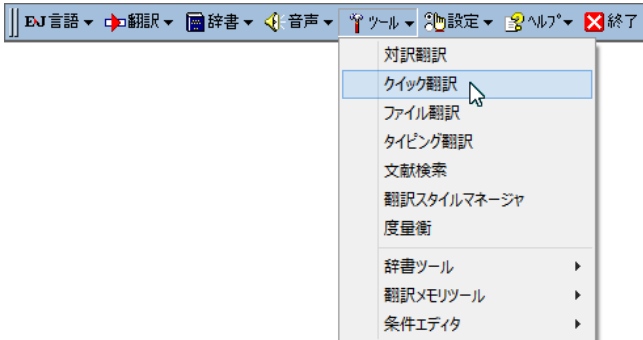 EXJ言語▼ 翻訳▼ 辞書▼ 音声▼ ツール▼ 設定▼ ヘルプ▼ 終了
対訳翻訳
クイック翻訳
ファイル翻訳
タイピング翻訳
文献検索
翻訳スタイルマネージャ
度量衡
辞書ツール
翻訳メモリツール
条件エディタ